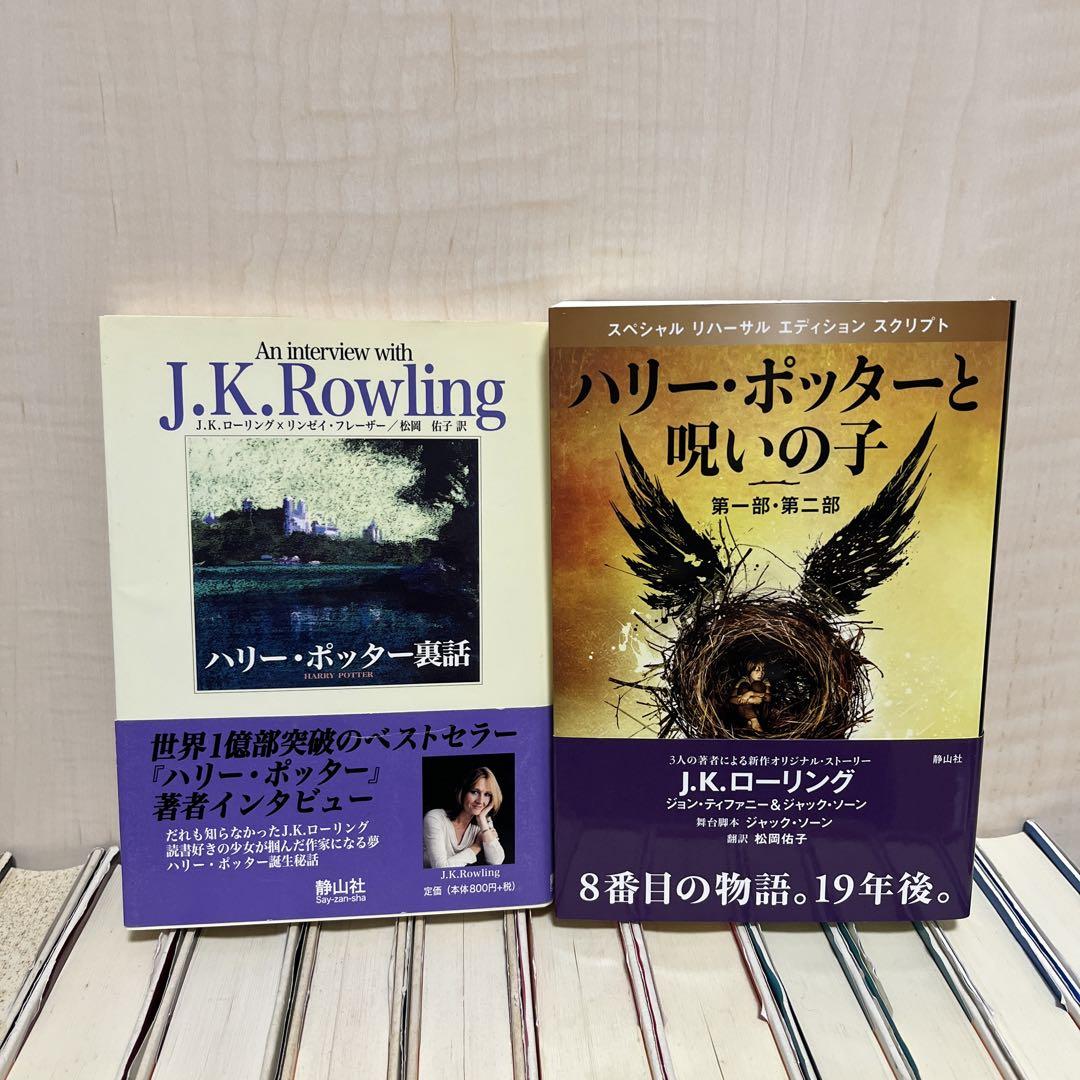 An interview with
J.K.Rowling
J.K.ローリング×リンゼイ・フレーザー/松岡 佑子 訳
ハリー・ポッター裏話
HARRY POTTER
世界1億部突破のベストセラー
『ハリー・ポッター』
著者インタビュー
だれも知らなかったJ.K.ローリング
読書好きの少女が掴んだ作家になる夢
ハリー・ポッター誕生秘話
静山社
Say-zan-sha
J.K.Rowling
定価(本体800円+税)
スペシャル リハーサル エディション スクリプト
ハリー・ポッターと
呪いの子
第一部・第二部
3人の著者による新作オリジナル・ストーリー
静山社
J.K.ローリング
ジョン・ティファニー&ジャック・ソーン
舞台脚本 ジャック・ソーン
翻訳 松岡佑子
8番目の物語。19年後。